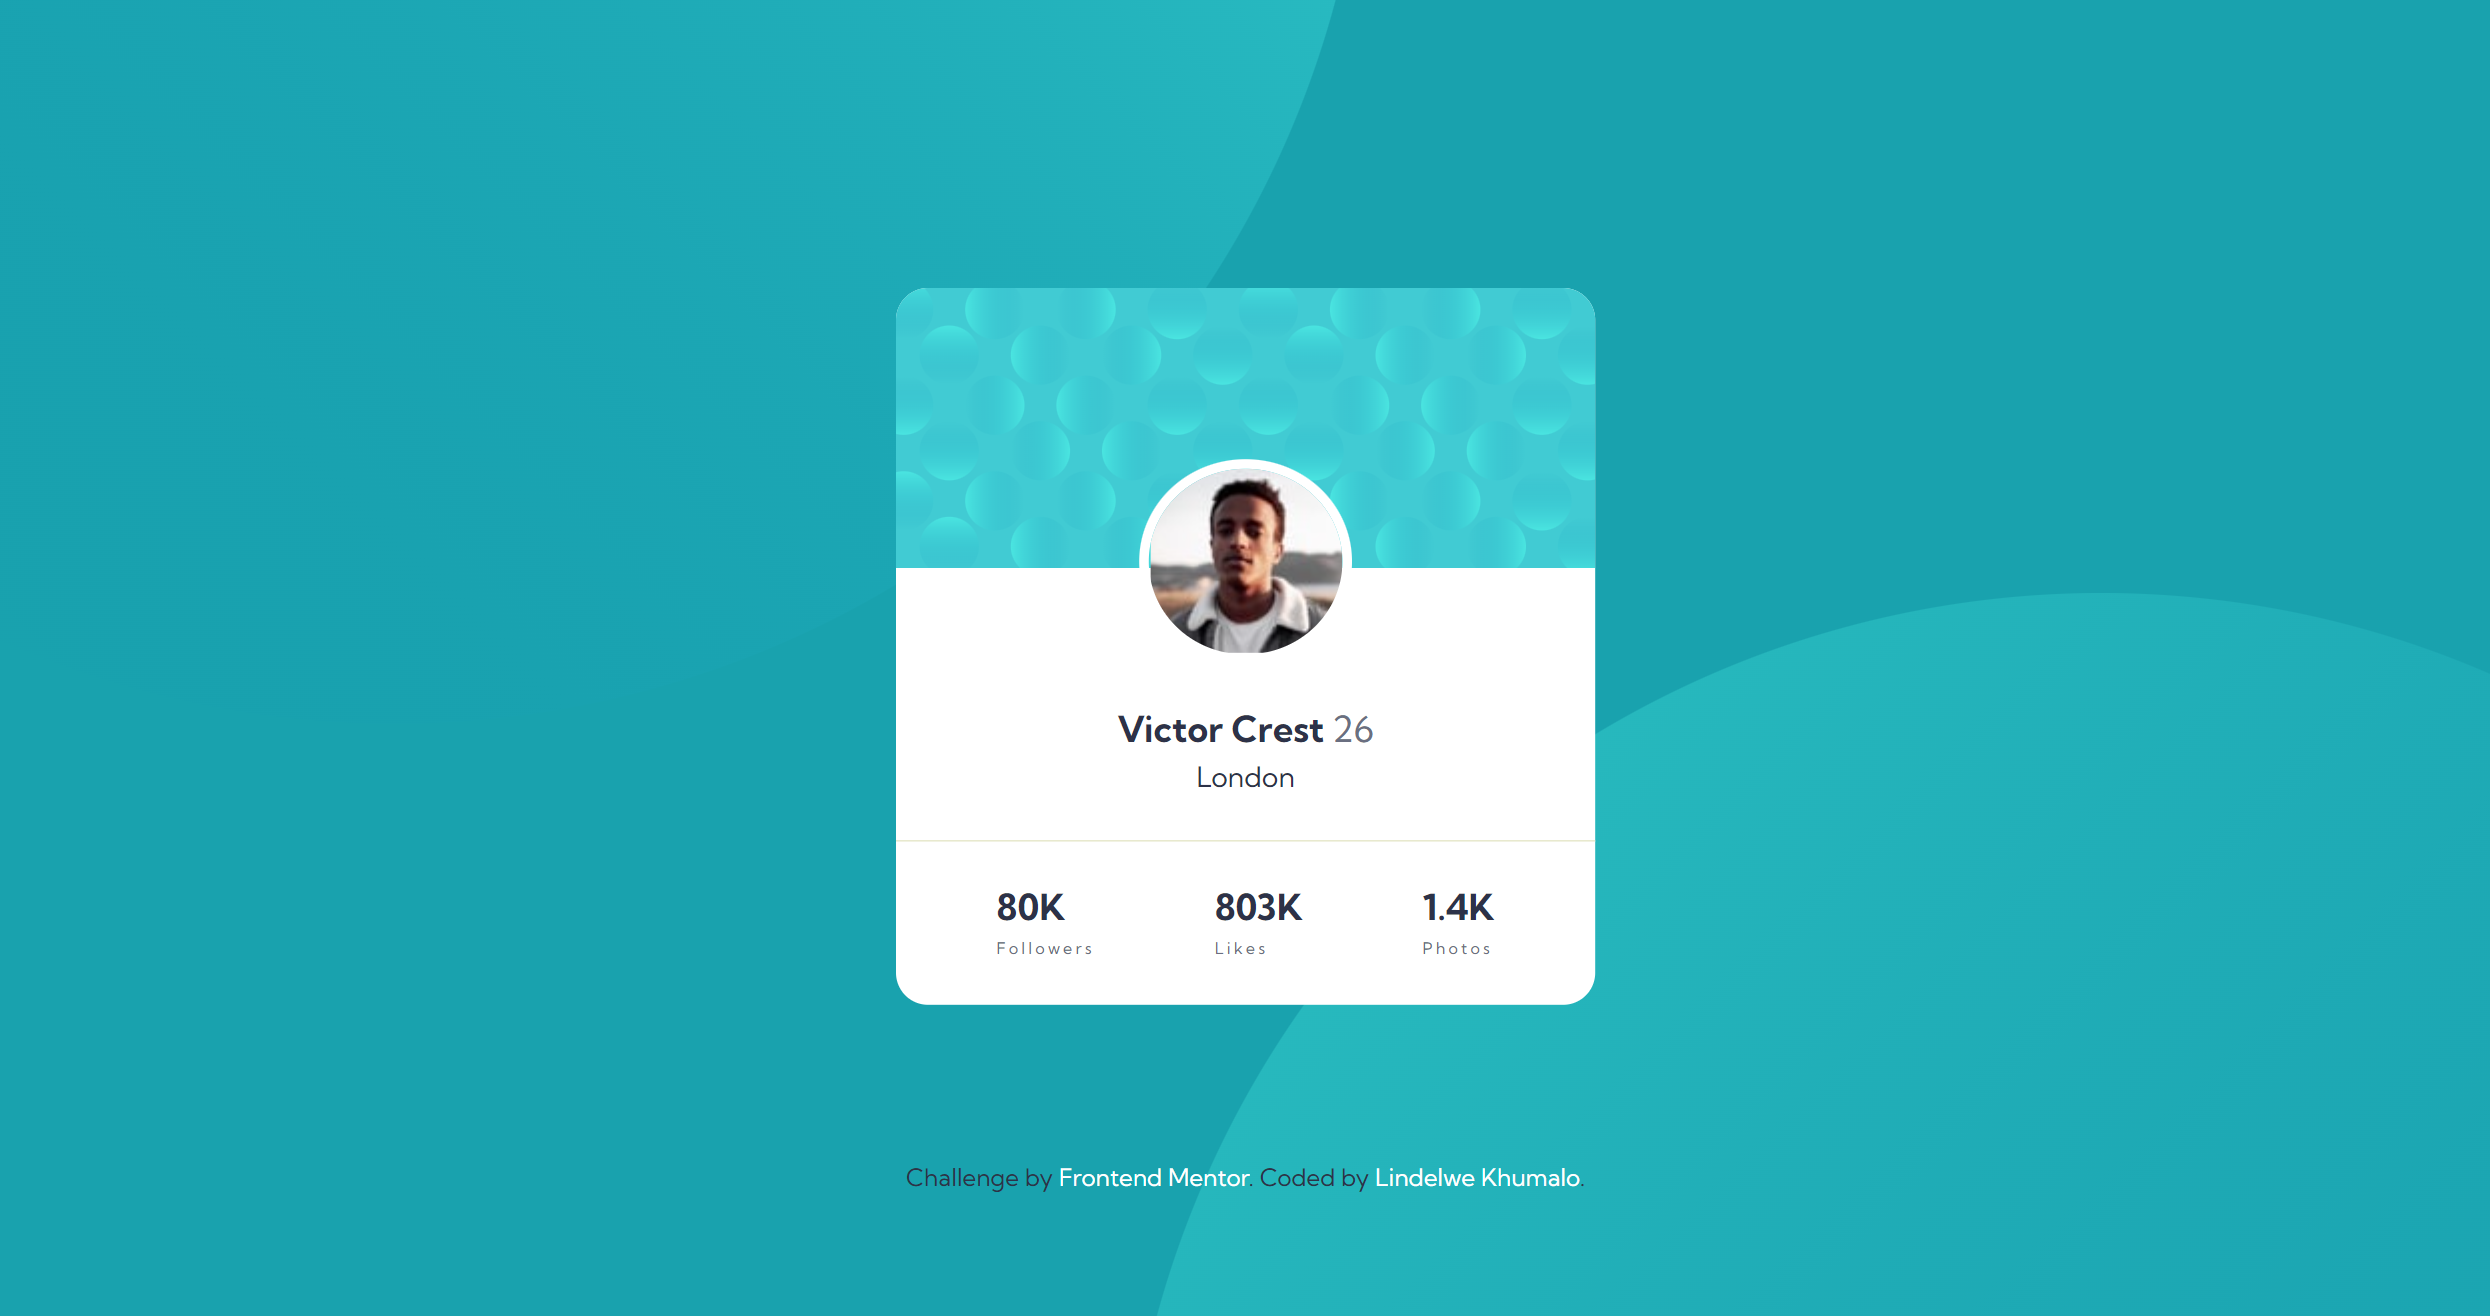 Victor Crest 26
London
80K 803K 1.4K
Followers Likes Photos
Challenge by Frontend Mentor. Coded by Lindelwe Khumalo.